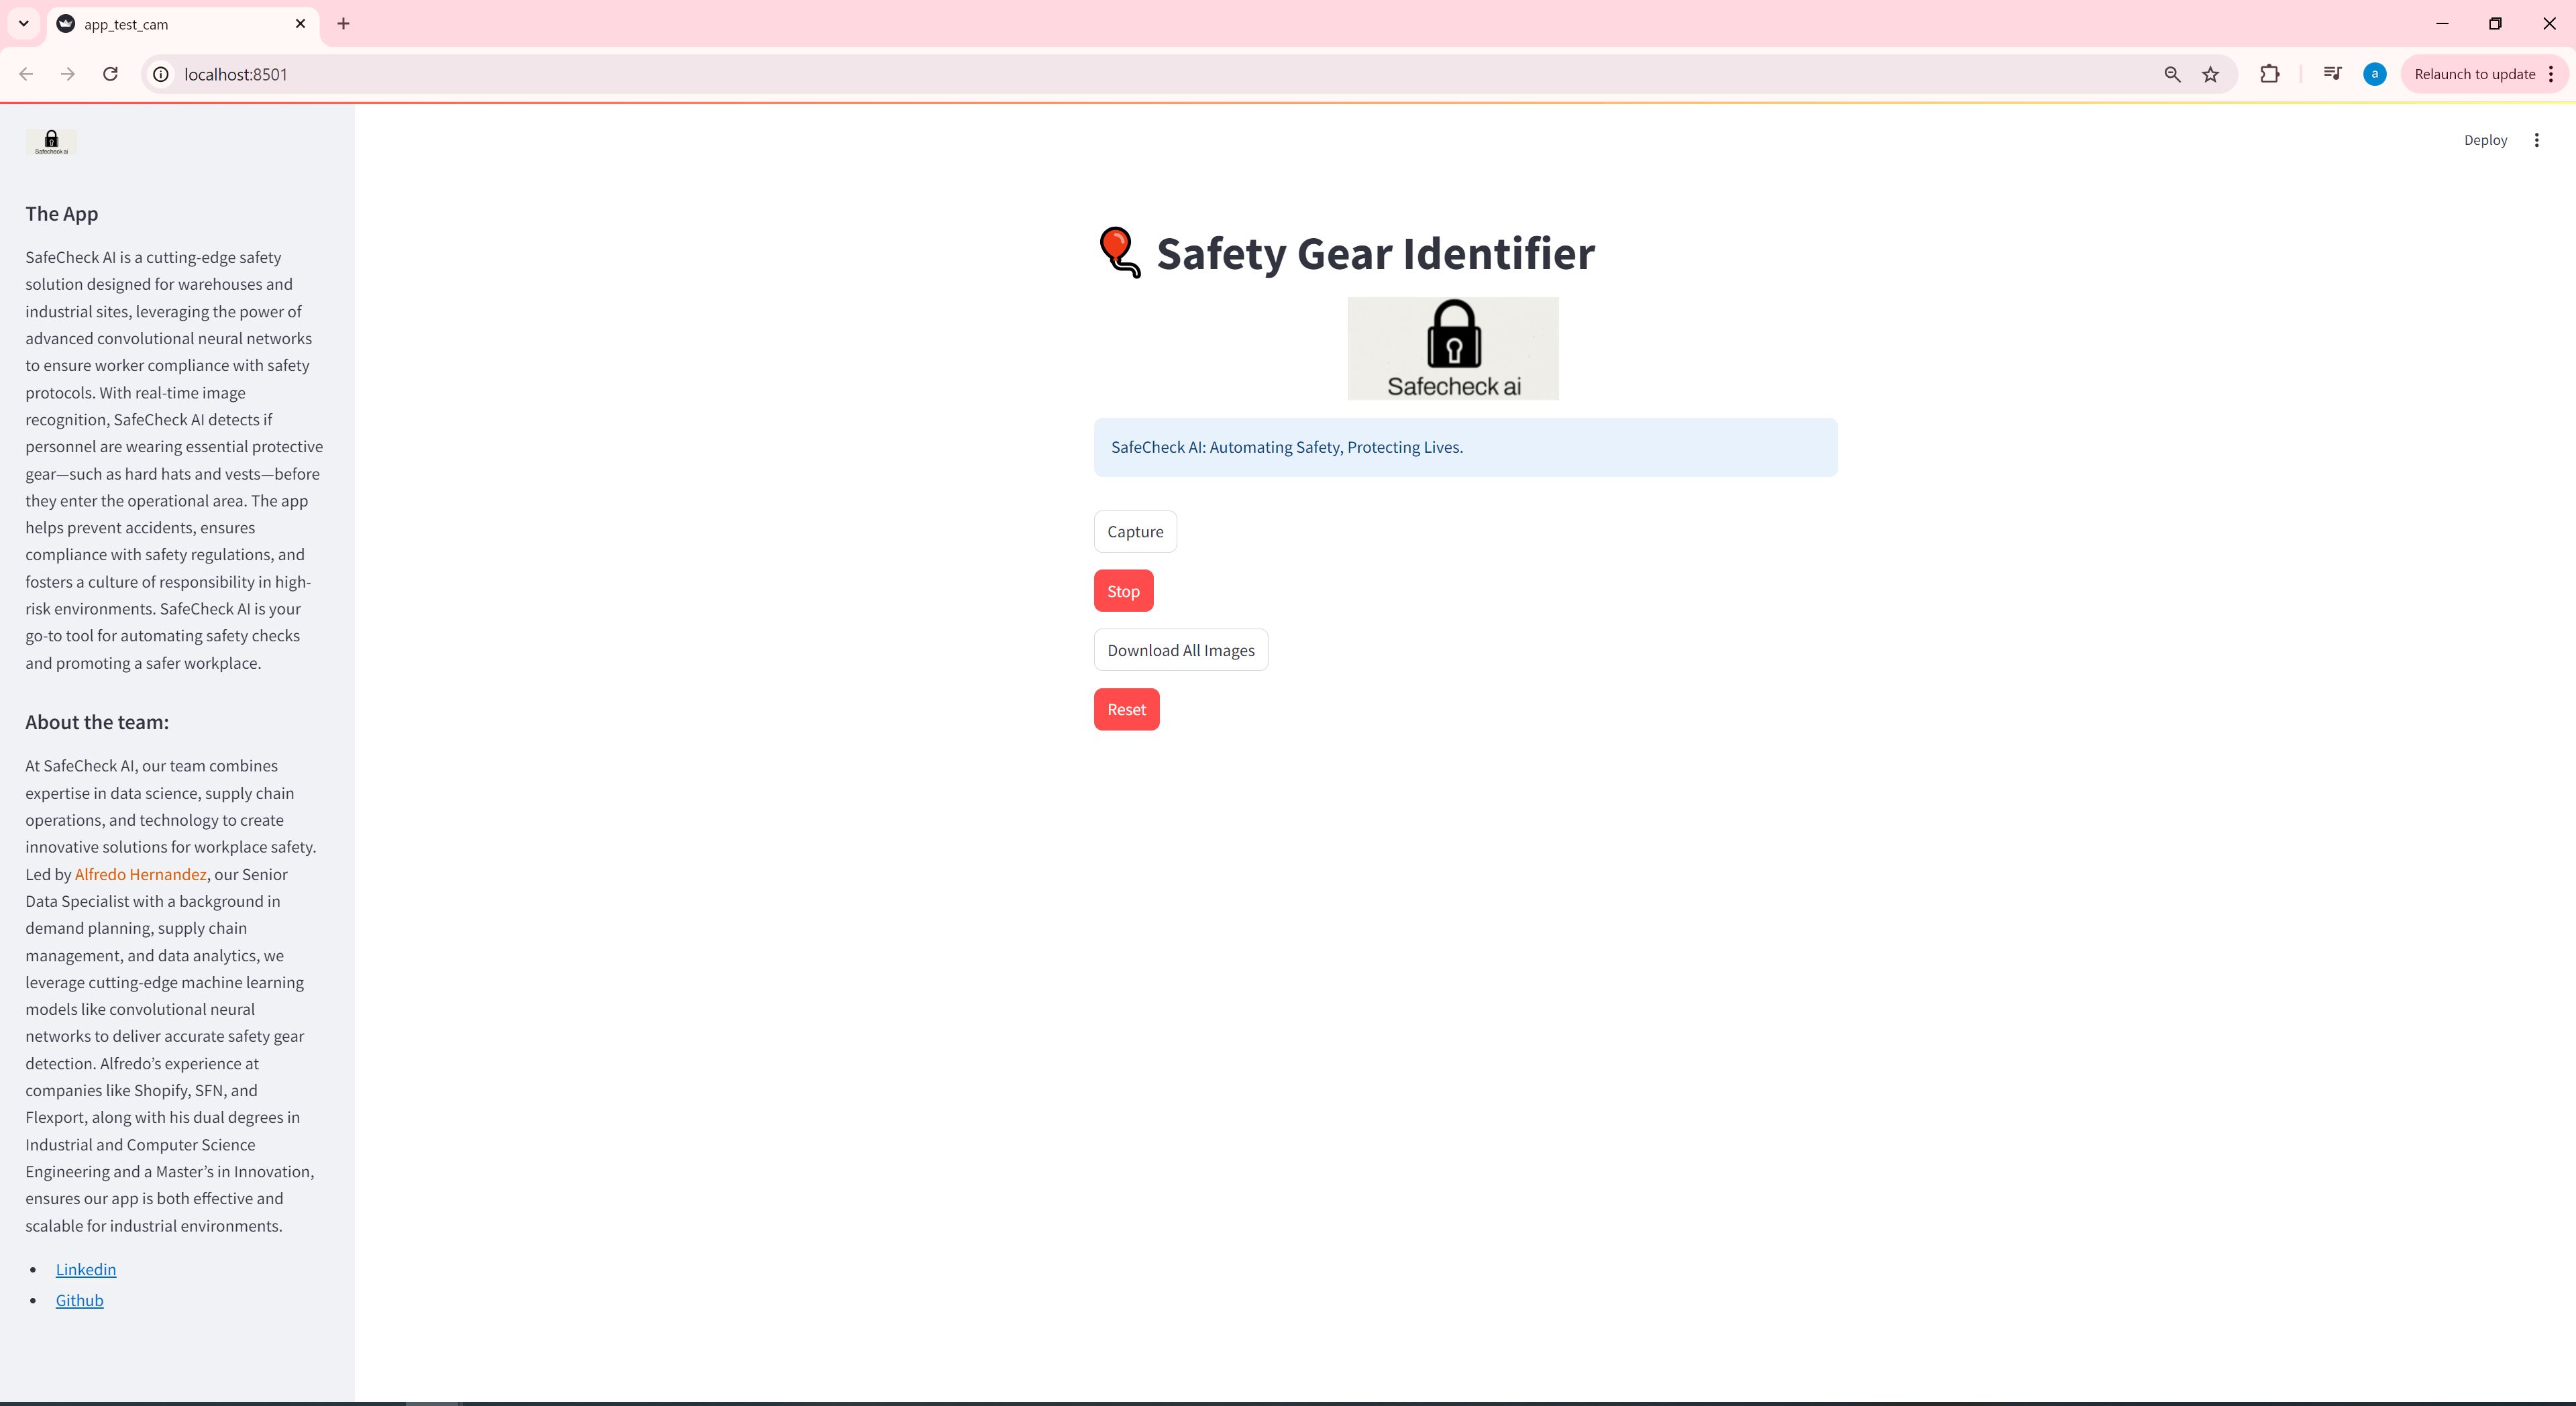 app_test_cam
localhost:8501
a
Relaunch to update
Safecheck ai
The App
SafeCheck AI is a cutting-edge safety
solution designed for warehouses and
industrial sites, leveraging the power of
advanced convolutional neural networks
to ensure worker compliance with safety
protocols. With real-time image
recognition, SafeCheck AI detects if
personnel are wearing essential protective
gear—such as hard hats and vests—before
they enter the operational area. The app
helps prevent accidents, ensures
compliance with safety regulations, and
fosters a culture of responsibility in high-
risk environments. SafeCheck AI is your
go-to tool for automating safety checks
and promoting a safer workplace.
About the team:
At SafeCheck AI, our team combines
expertise in data science, supply chain
operations, and technology to create
innovative solutions for workplace safety.
Led by Alfredo Hernandez, our Senior
Data Specialist with a background in
demand planning, supply chain
management, and data analytics, we
leverage cutting-edge machine learning
models like convolutional neural
networks to deliver accurate safety gear
detection. Alfredo’s experience at
companies like Shopify, SFN, and
Flexport, along with his dual degrees in
Industrial and Computer Science
Engineering and a Master’s in Innovation,
ensures our app is both effective and
scalable for industrial environments.
Linkedin
Github
Deploy
Safety Gear Identifier
Safecheck ai
SafeCheck AI: Automating Safety, Protecting Lives.
Capture
Stop
Download All Images
Reset